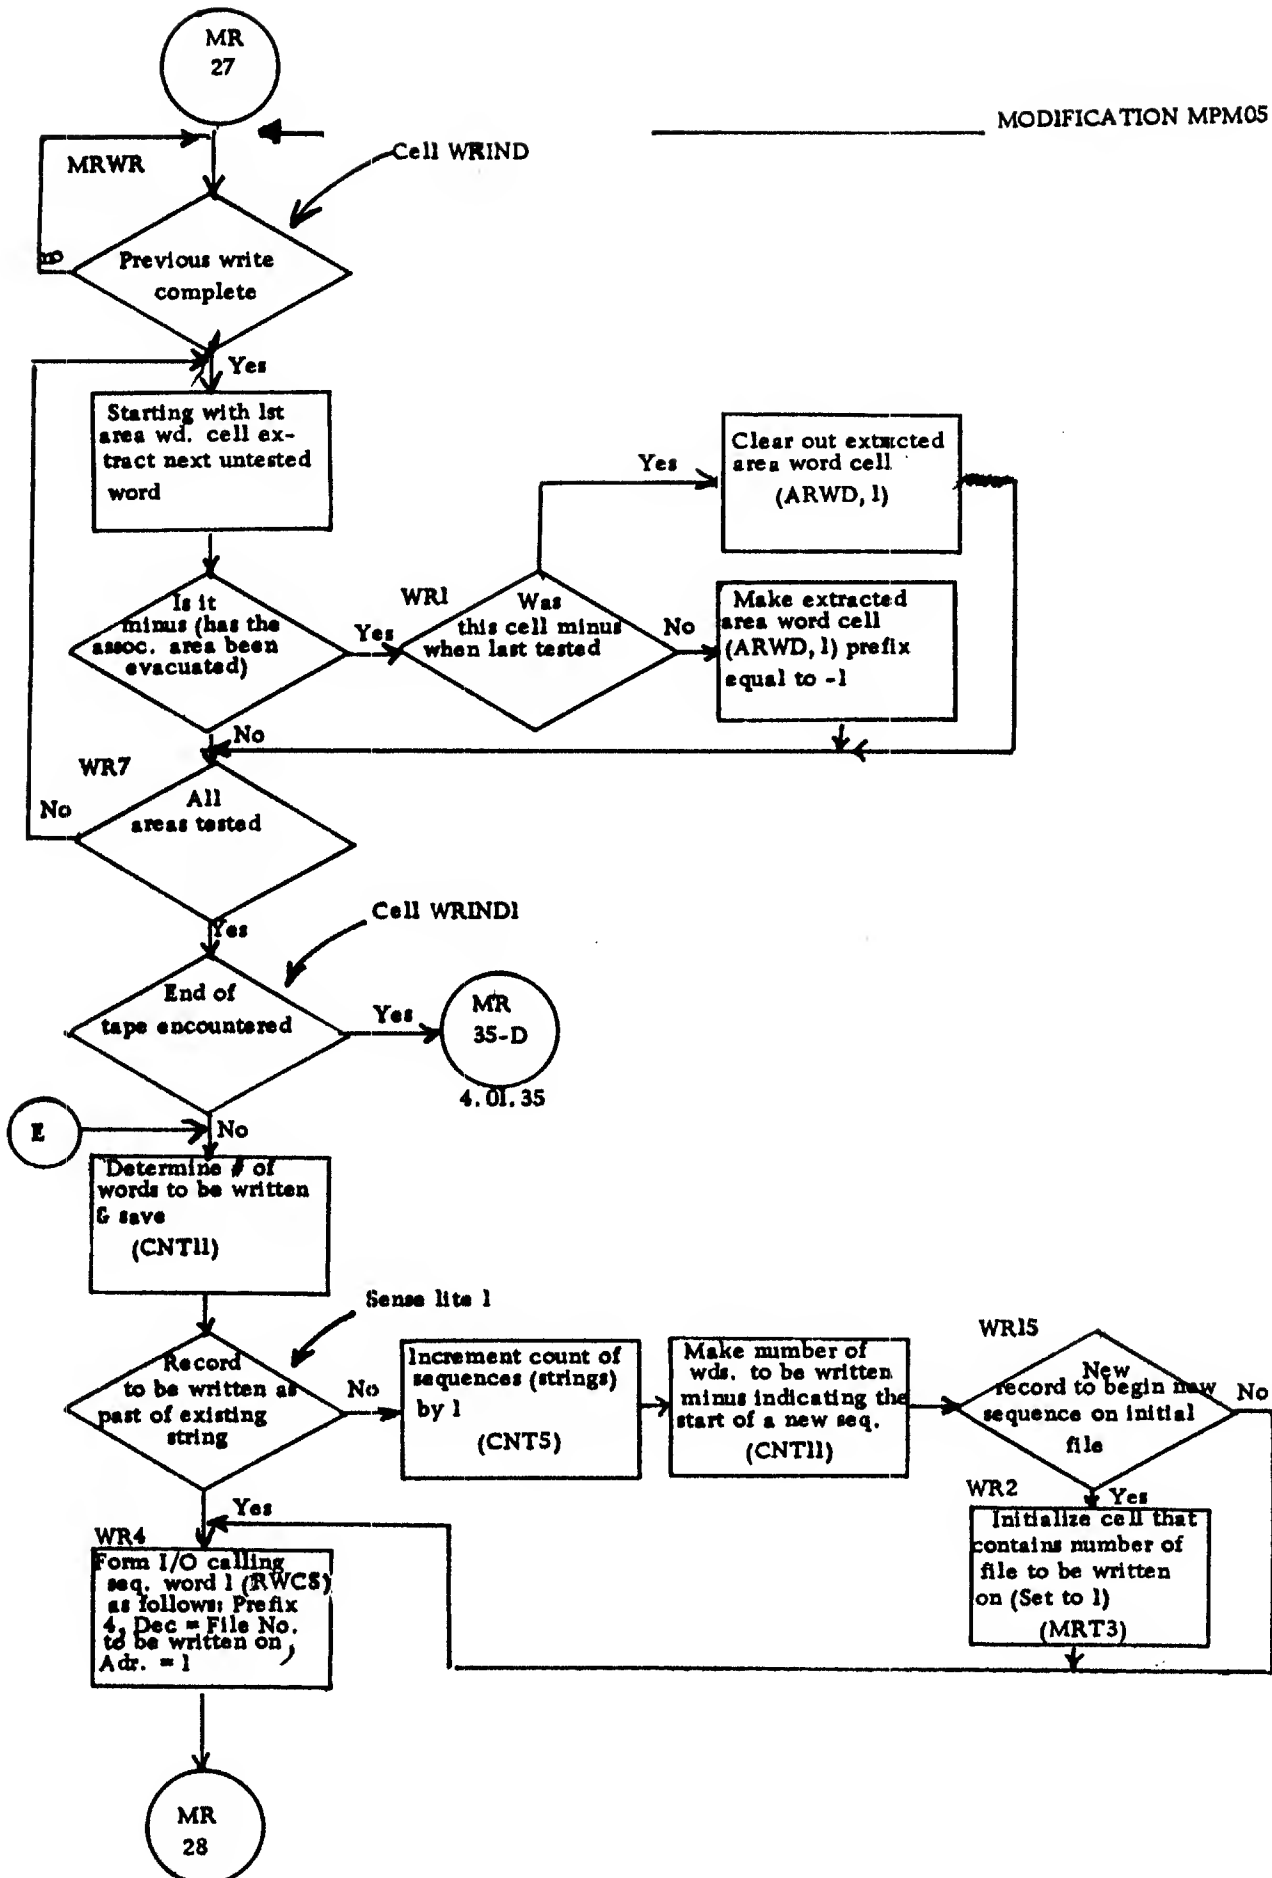 MR
27
MODIFICATION MPM05
MRWR
Cell WRIND
no
Previous write
complete
Yes
Starting with 1st
area wd. cell ex-
tract next untested
word
Yes
Clear out extracted
area word cell
(ARWD, 1)
Is it
minus (has the
assoc. area been
evacuated)
Yes
WR1
Was
this cell minus
when last tested
No
Make extracted
area word cell
(ARWD, 1) prefix
equal to -1
No
WR7
No
All
areas tested
Yes
Cell WRIND1
End of
tape encountered
Yes
MR
35-D
4.01.35
E
No
Determine # of
words to be written
& save
(CNT11)
Sense lite 1
Record
to be written as
past of existing
string
No
Increment count of
sequences (strings)
by 1
(CNT5)
Make number of
wds. to be written
minus indicating the
start of a new seq.
(CNT11)
WR15
New
record to begin new
sequence on initial
file
No
Yes
WR2
Yes
Initialize cell that
contains number of
file to be written
on (Set to 1)
(MRT3)
WR4
Form I/O calling
seq. word 1 (RWCS)
as follows: Prefix
4, Dec = File No.
to be written on,
Adr. = 1
MR
28